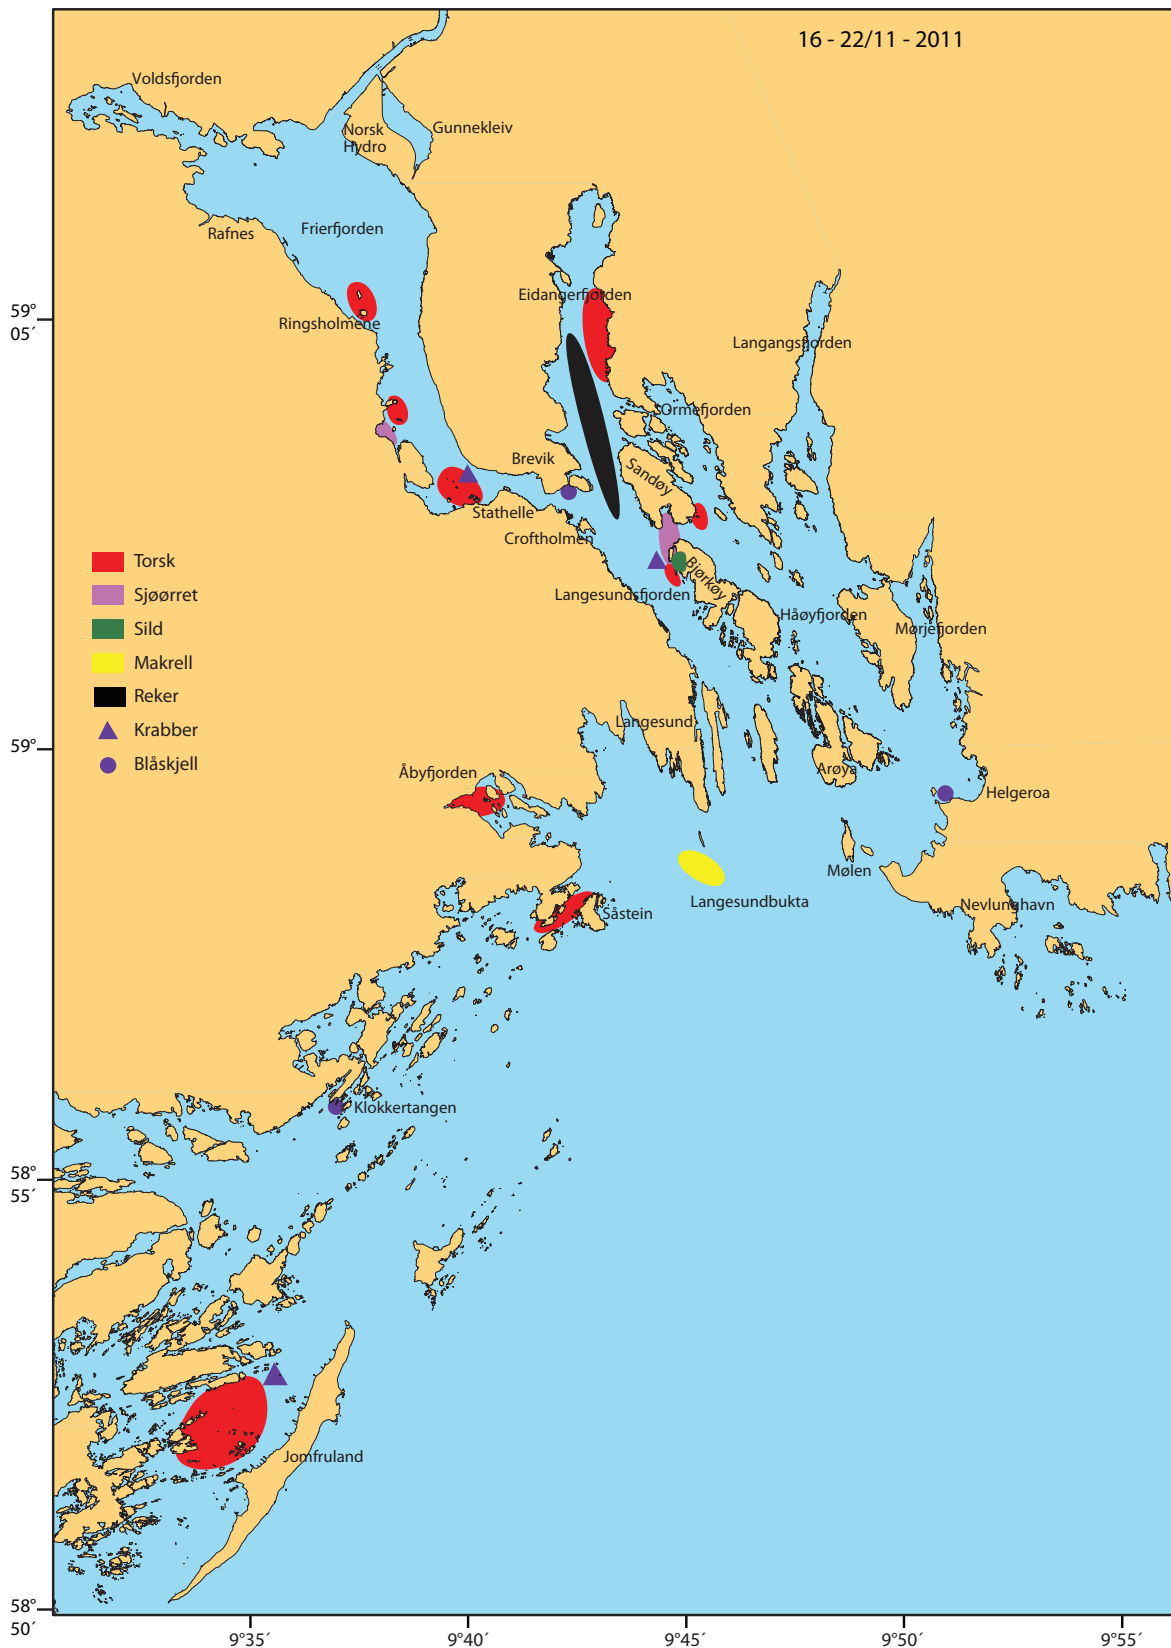 16 - 22/11 - 2011
Voldsfjorden
Norsk
Hydro
Gunnekleiv
Rafnes
Frierfjorden
Eidangerfjorden
59°
05´
Ringsholmene
Langangsfjorden
Ormefjorden
Brevik
Sandøy
Stathelle
Croftholmen
Bjørkøy
Langesundsfjorden
Håøyfjorden
Mørjefjorden
Torsk
Sjøørret
Sild
Makrell
Reker
Krabber
Blåskjell
Langesund
59°
Åbyfjorden
Arøya
Helgeroa
Mølen
Langesundbukta
Såstein
Nevlunghavn
Klokkertangen
58°
55´
Jomfruland
58°
50´
9°35´
9°40´
9°45´
9°50´
9°55´